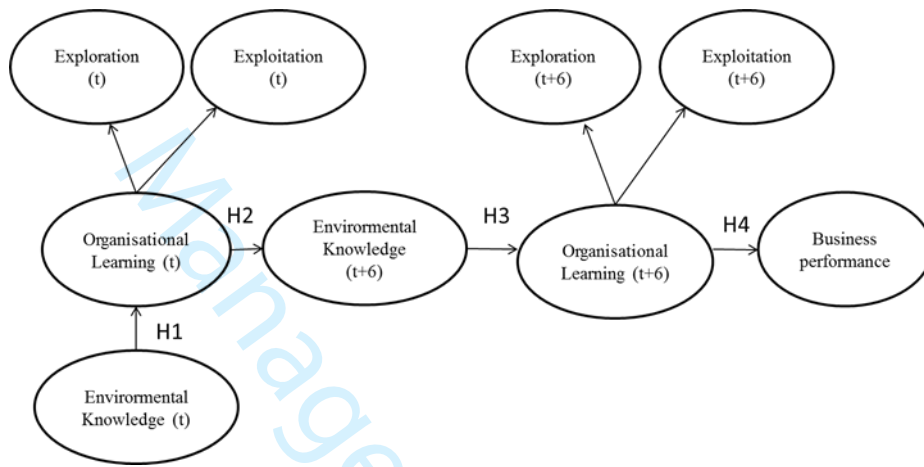 Exploration
(t)
Exploitation
(t)
Exploration
(t+6)
Exploitation
(t+6)
Organisational
Learning (t)
H2
Envirormental
Knowledge
(t+6)
H3
Organisational
Learning (t+6)
H4
Business
performance
H1
Envirormental
Knowledge (t)
Manage